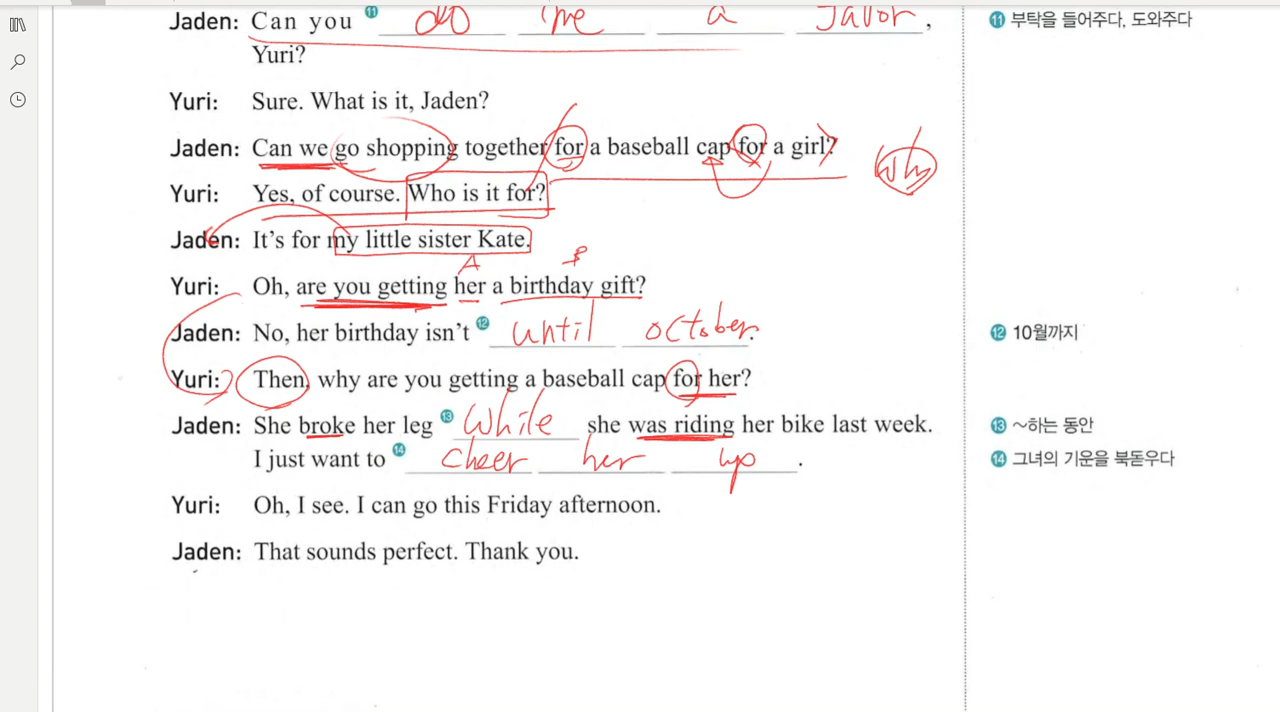 Jaden: Can you ⑪ do me a favor, ⑪ 부탁을 들어주다, 도와주다
Yuri?
Yuri: Sure. What is it, Jaden?
Jaden: Can we go shopping together for a baseball cap for a girl?
why
Yuri: Yes, of course. Who is it for?
Jaden: It's for my little sister Kate.
A
Yuri: Oh, are you getting her a birthday gift?
Jaden: No, her birthday isn't ⑫ until october. ⑫ 10월까지
Yuri: Then, why are you getting a baseball cap for her?
Jaden: She broke her leg ⑬ while she was riding her bike last week. ⑬ ~하는 동안
I just want to ⑭ cheer her up. ⑭ 그녀의 기운을 북돋우다
Yuri: Oh, I see. I can go this Friday afternoon.
Jaden: That sounds perfect. Thank you.